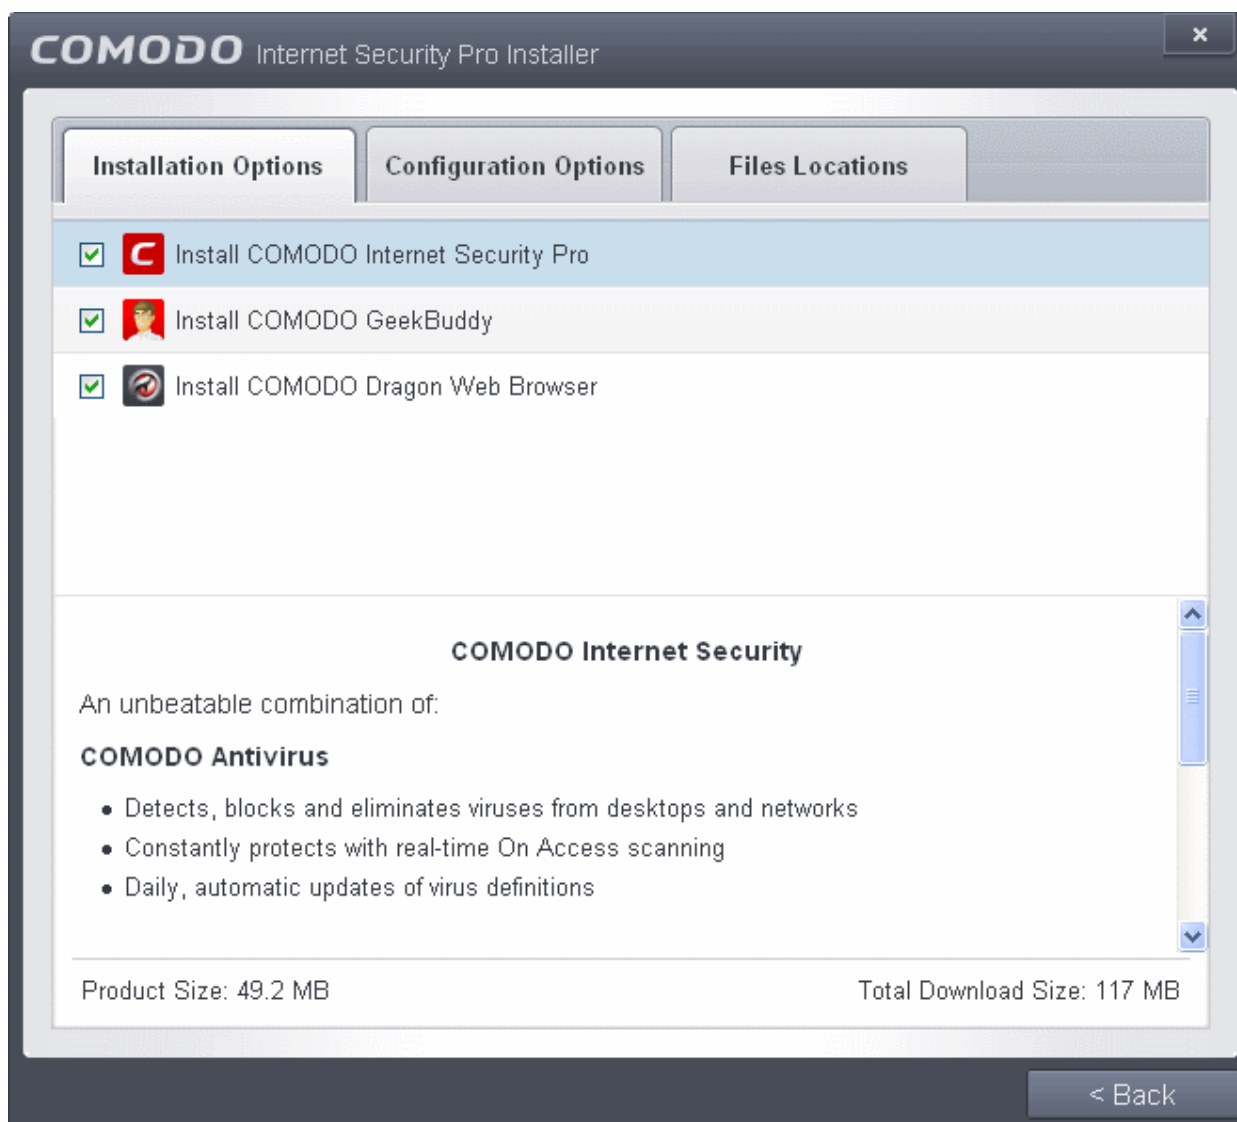 COMODO Internet Security Pro Installer
Installation Options
Configuration Options
Files Locations
Install COMODO Internet Security Pro
Install COMODO GeekBuddy
Install COMODO Dragon Web Browser
COMODO Internet Security
An unbeatable combination of:
COMODO Antivirus
• Detects, blocks and eliminates viruses from desktops and networks
• Constantly protects with real-time On Access scanning
• Daily, automatic updates of virus definitions
Product Size: 49.2 MB
Total Download Size: 117 MB
< Back